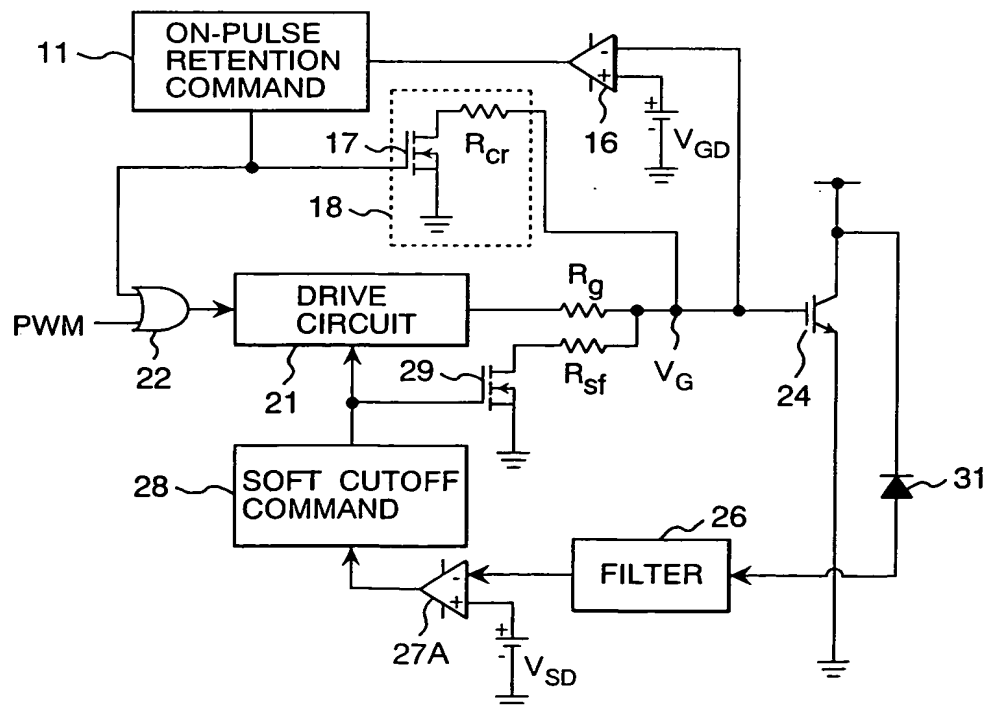 11
ON-PULSE
RETENTION
COMMAND
-
+
16
+
-
VGD
17
Rcr
18
PWM
22
DRIVE
CIRCUIT
21
Rg
Rsf
VG
24
29
28
SOFT CUTOFF
COMMAND
31
26
FILTER
-
+
27A
+
-
VSD